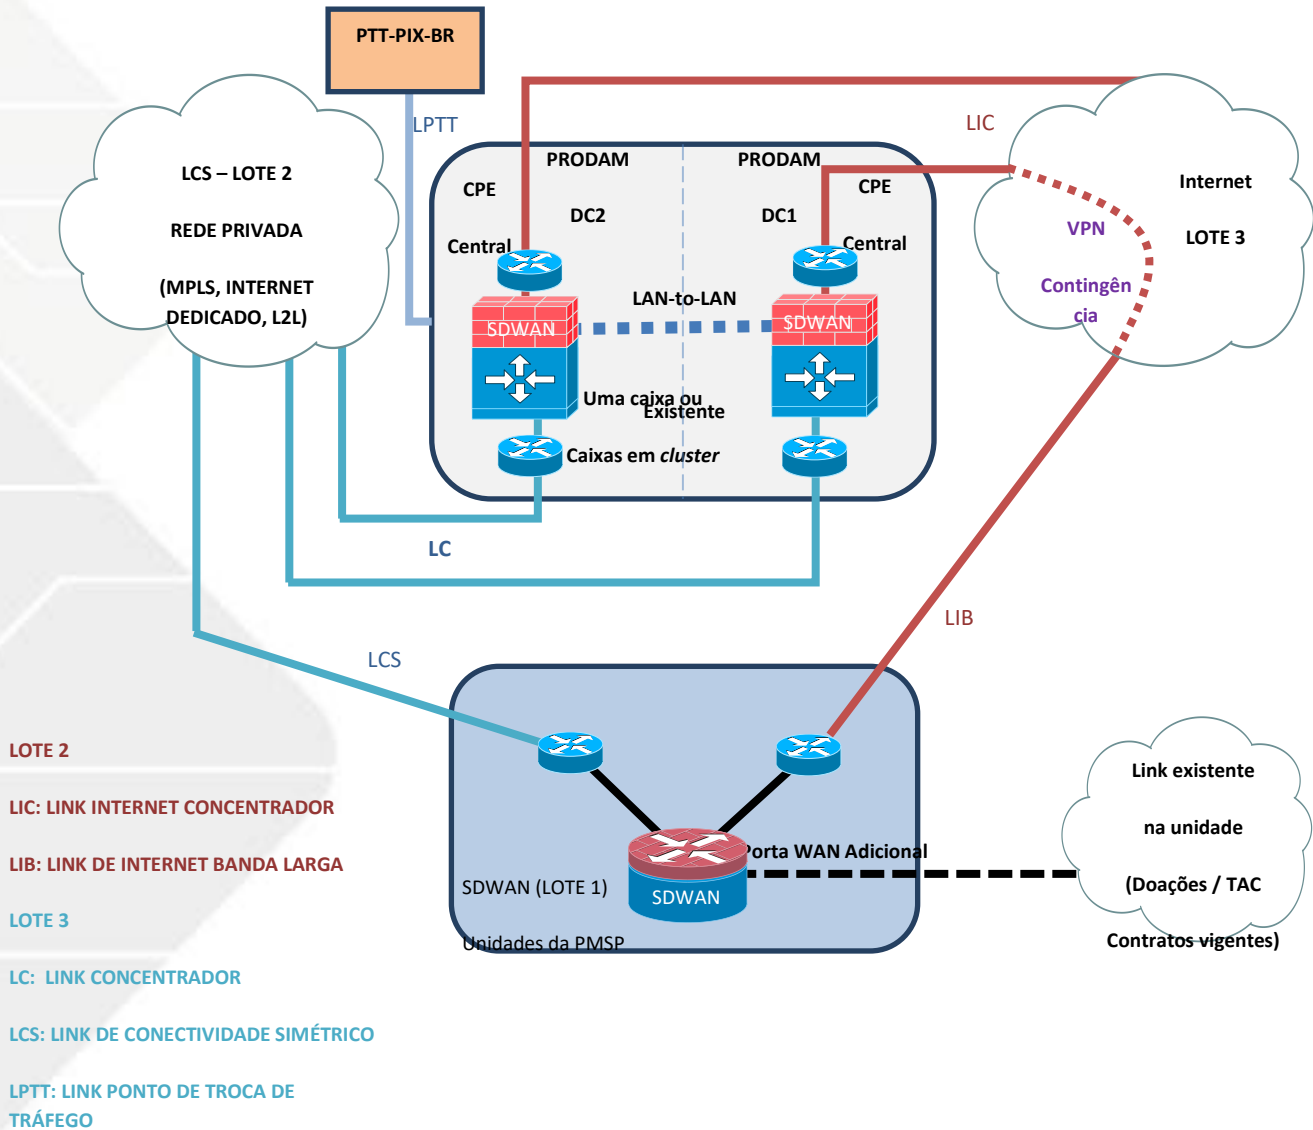 PTT-PIX-BR
LPTT
LIC
LCS – LOTE 2
REDE PRIVADA
(MPLS, INTERNET
DEDICADO, L2L)
PRODAM
CPE
DC2
Central
PRODAM
CPE
DC1
Central
LAN-to-LAN
SDWAN
SDWAN
Uma caixa ou
Existente
Caixas em cluster
Internet
LOTE 3
VPN
Contingên
cia
LC
LIB
LCS
SDWAN (LOTE 1)
Unidades da PMSP
SDWAN
Porta WAN Adicional
Link existente
na unidade
(Doações / TAC
Contratos vigentes)
LOTE 2
LIC: LINK INTERNET CONCENTRADOR
LIB: LINK DE INTERNET BANDA LARGA
LOTE 3
LC: LINK CONCENTRADOR
LCS: LINK DE CONECTIVIDADE SIMÉTRICO
LPTT: LINK PONTO DE TROCA DE
TRÁFEGO